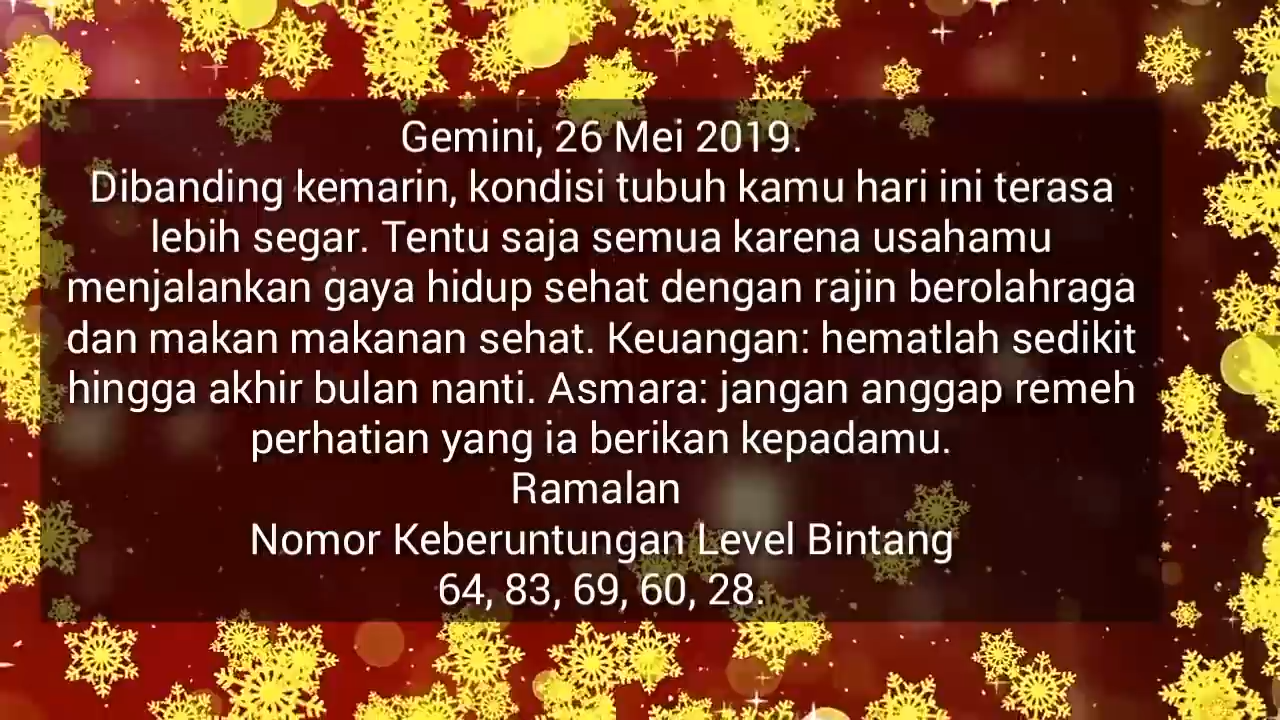 Gemini, 26 Mei 2019.
Dibanding kemarin, kondisi tubuh kamu hari ini terasa
lebih segar. Tentu saja semua karena usahamu
menjalankan gaya hidup sehat dengan rajin berolahraga
dan makan makanan sehat. Keuangan: hematlah sedikit
hingga akhir bulan nanti. Asmara: jangan anggap remeh
perhatian yang ia berikan kepadamu.
Ramalan
Nomor Keberuntungan Level Bintang
64, 83, 69, 60, 28.